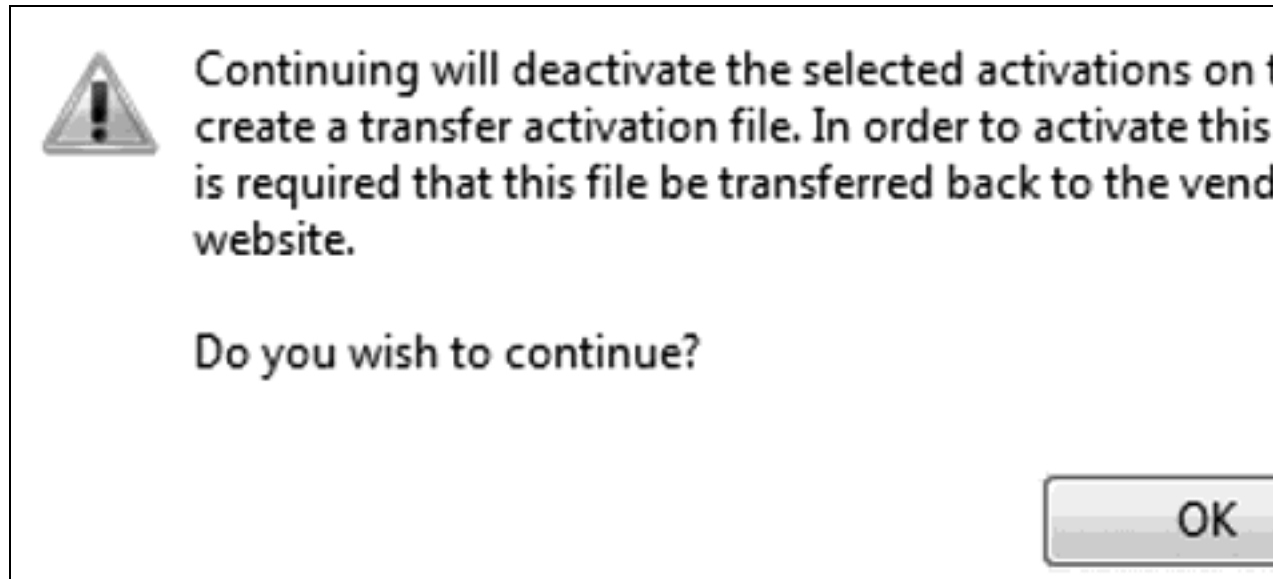 Continuing will deactivate the selected activations on
create a transfer activation file. In order to activate this
is required that this file be transferred back to the
website.
Do you wish to continue?
OK